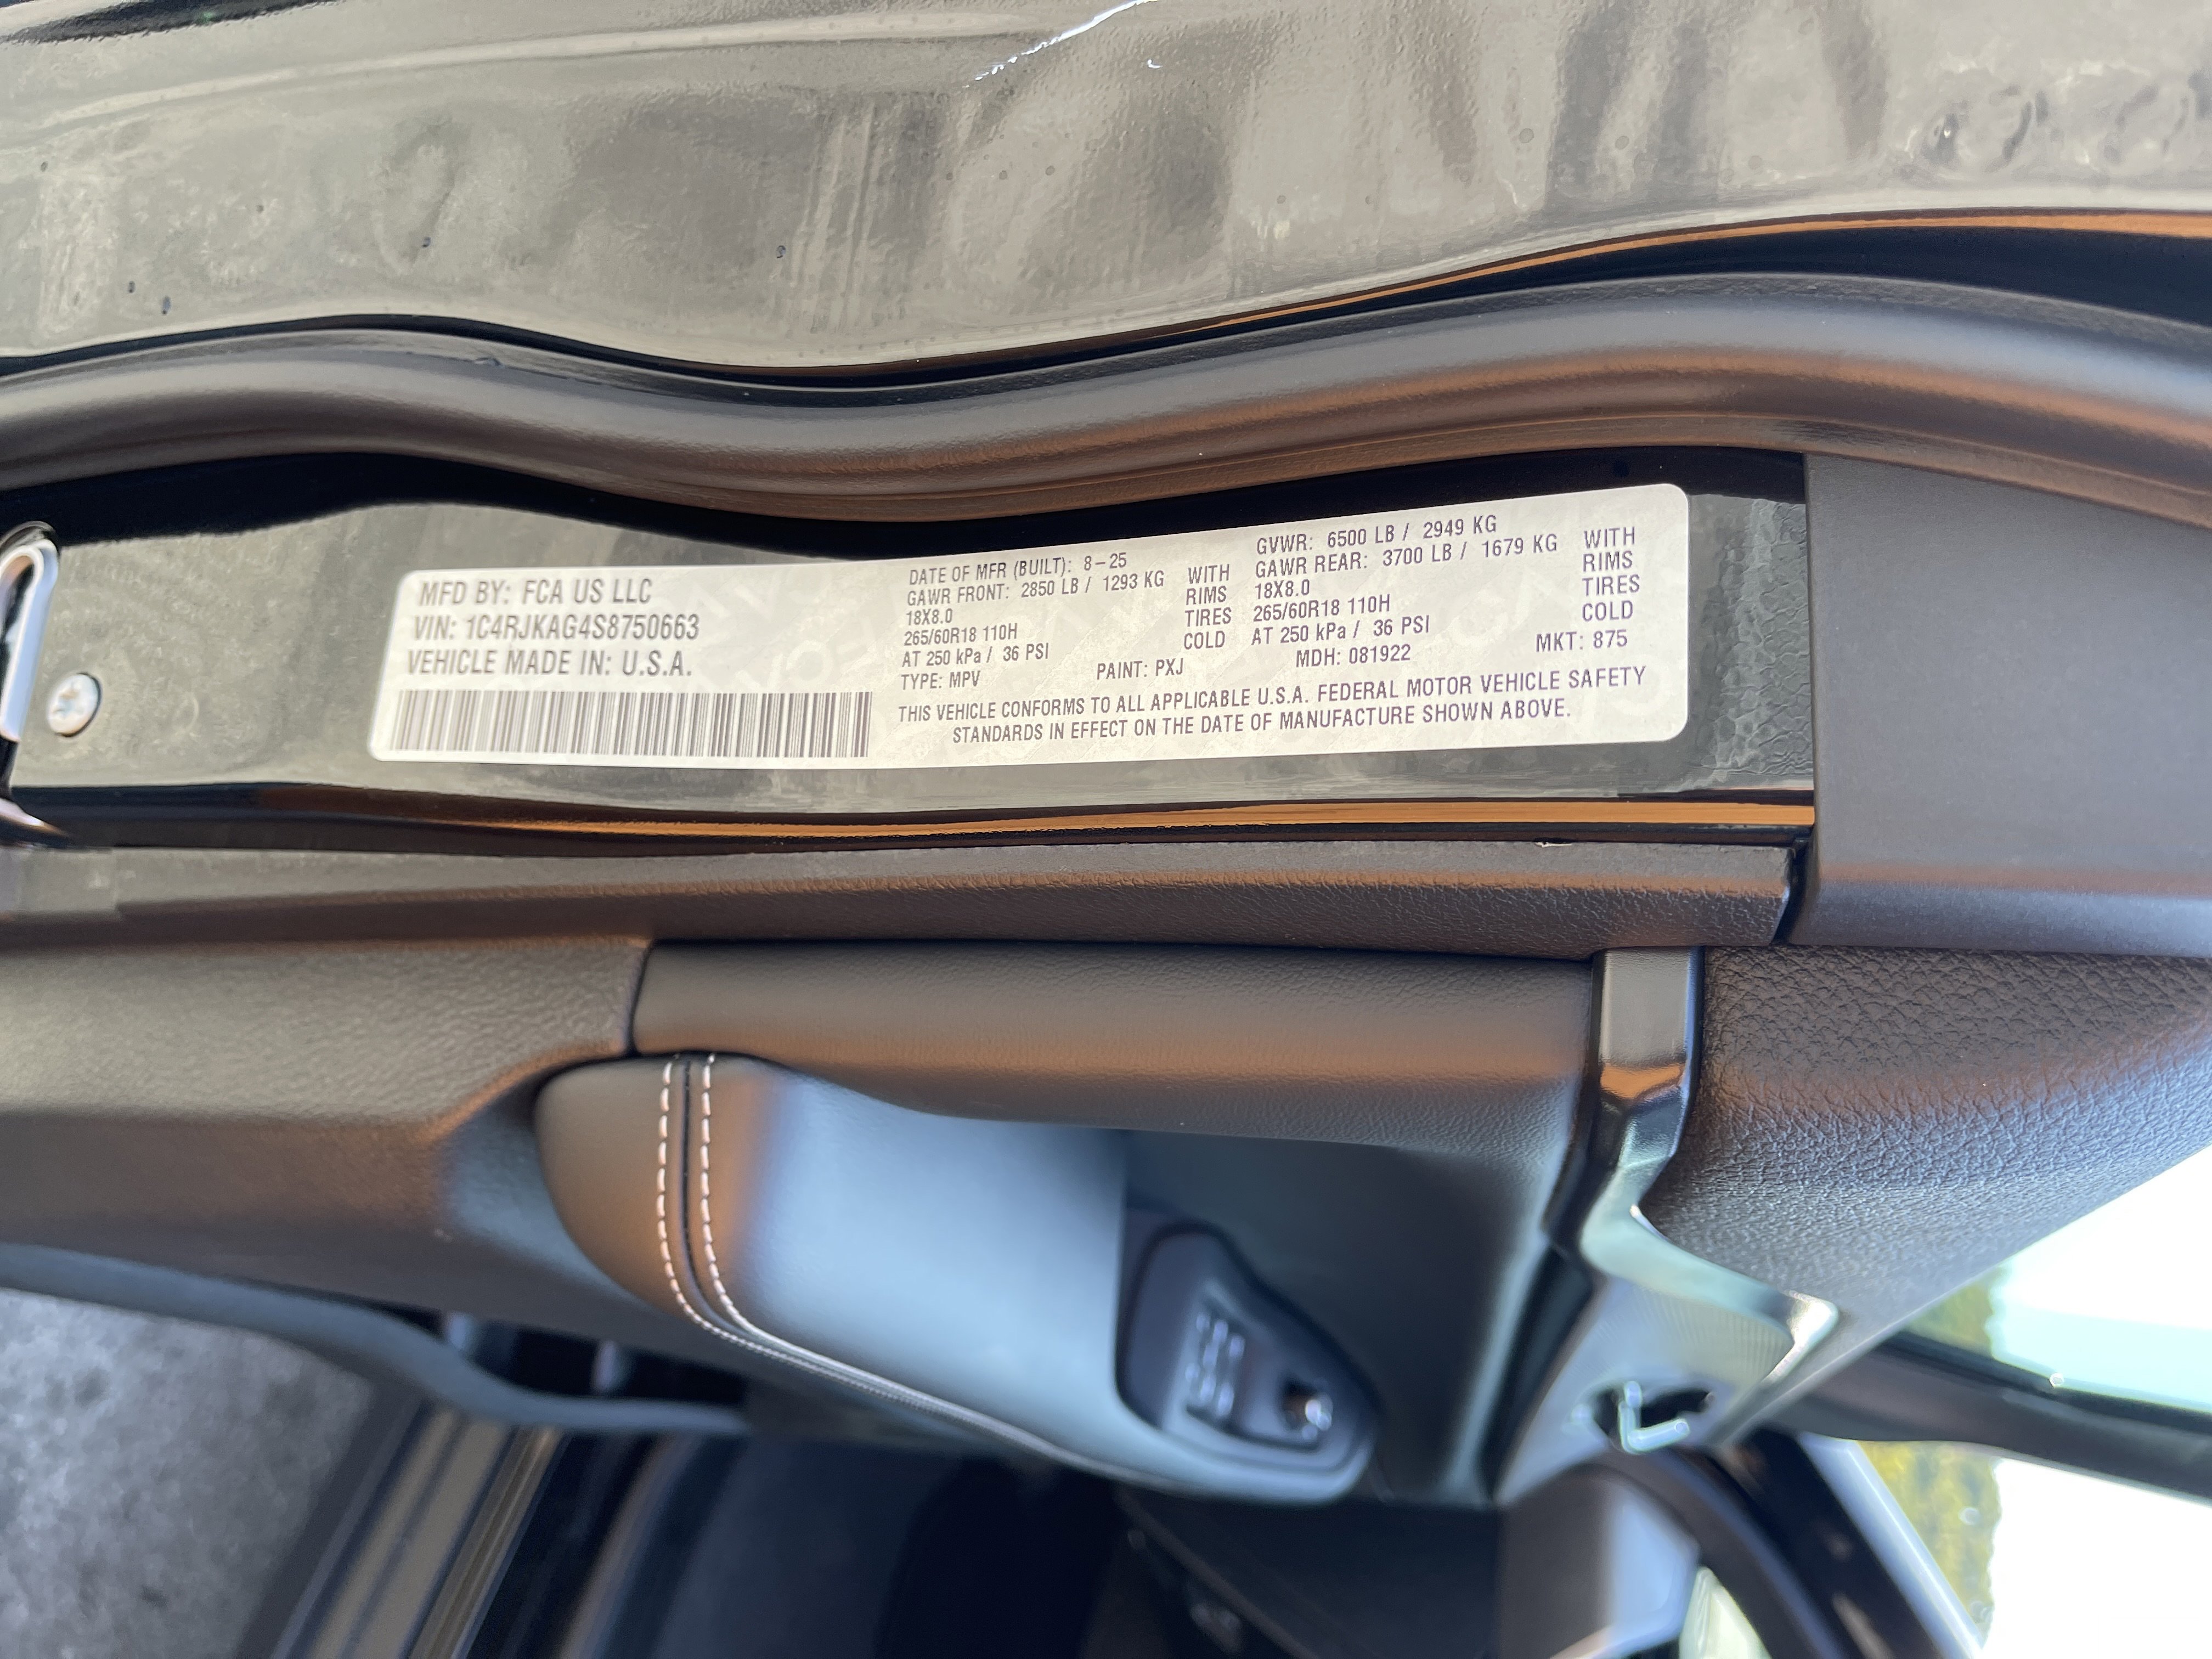 MFD BY: FCA US LLC
VIN: 1C4RJKAG4S8750663
VEHICLE MADE IN: U.S.A.
DATE OF MFR (BUILT): 8-25
GAWR FRONT: 2850 LB / 1293 KG WITH
18X8.0 RIMS
265/60R18 110H TIRES
AT 250 kPa / 36 PSI COLD
TYPE: MPV PAINT: PXJ
GVWR: 6500 LB / 2949 KG
GAWR REAR: 3700 LB / 1679 KG WITH
18X8.0 RIMS
265/60R18 110H TIRES
AT 250 kPa / 36 PSI COLD
MDH: 081922 MKT: 875
THIS VEHICLE CONFORMS TO ALL APPLICABLE U.S.A. FEDERAL MOTOR VEHICLE SAFETY
STANDARDS IN EFFECT ON THE DATE OF MANUFACTURE SHOWN ABOVE.